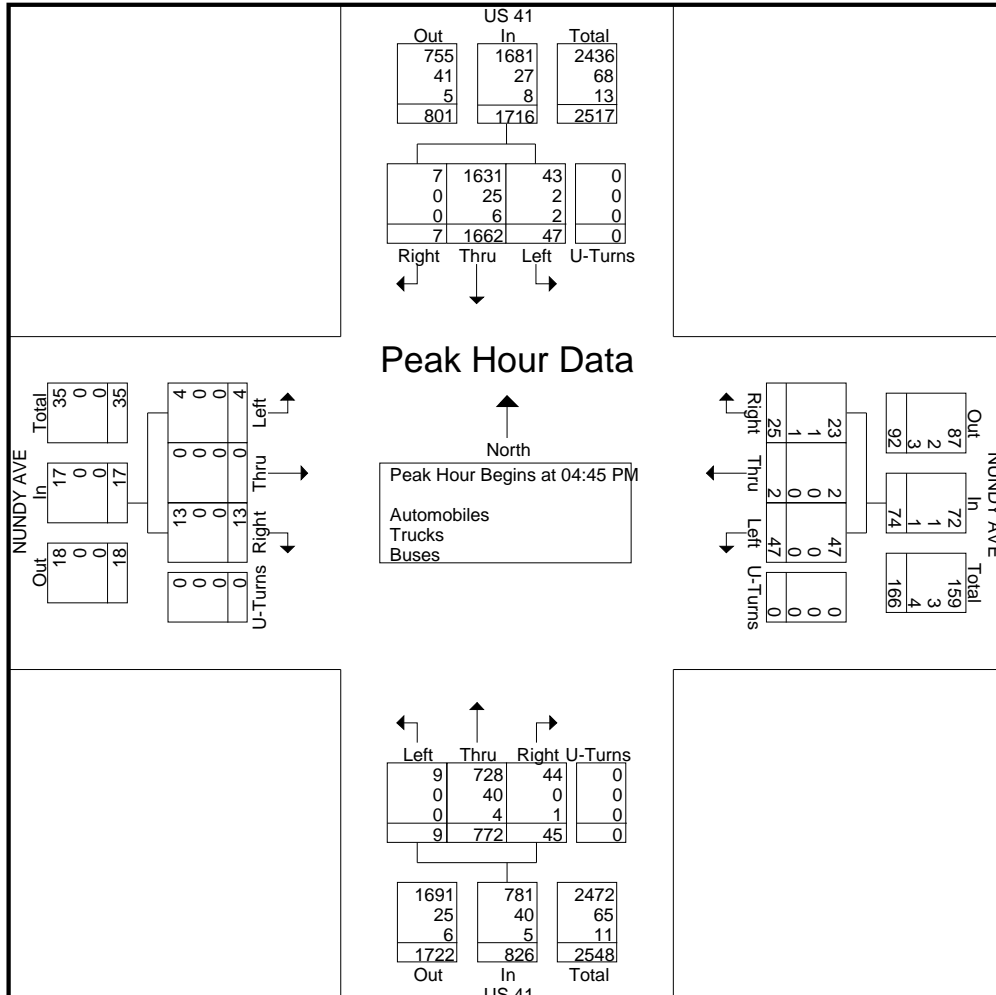 US 41
Out In Total
755 1681 2436
41 27 68
5 8 13
801 1716 2517
7 1631 43 0
0 25 2 0
0 6 2 0
7 1662 47 0
Right Thru Left U-Turns
Peak Hour Data
North
Peak Hour Begins at 04:45 PM
Automobiles
Trucks
Buses
NUNDY AVE
Total In Out
35 17 18
0 0 0
0 0 0
35 17 18
4 0 13 0
0 0 0 0
0 0 0 0
4 0 13 0
Left Thru Right U-Turns
Right Thru Left U-Turns
23 2 47 0
1 0 0 0
1 0 0 0
25 2 47 0
Out In Total
87 72 159
2 1 3
3 1 4
92 74 166
NUNDY AVE
Left Thru Right U-Turns
9 728 44 0
0 40 0 0
0 4 1 0
9 772 45 0
1691 781 2472
25 40 65
6 5 11
1722 826 2548
Out In Total
US 41